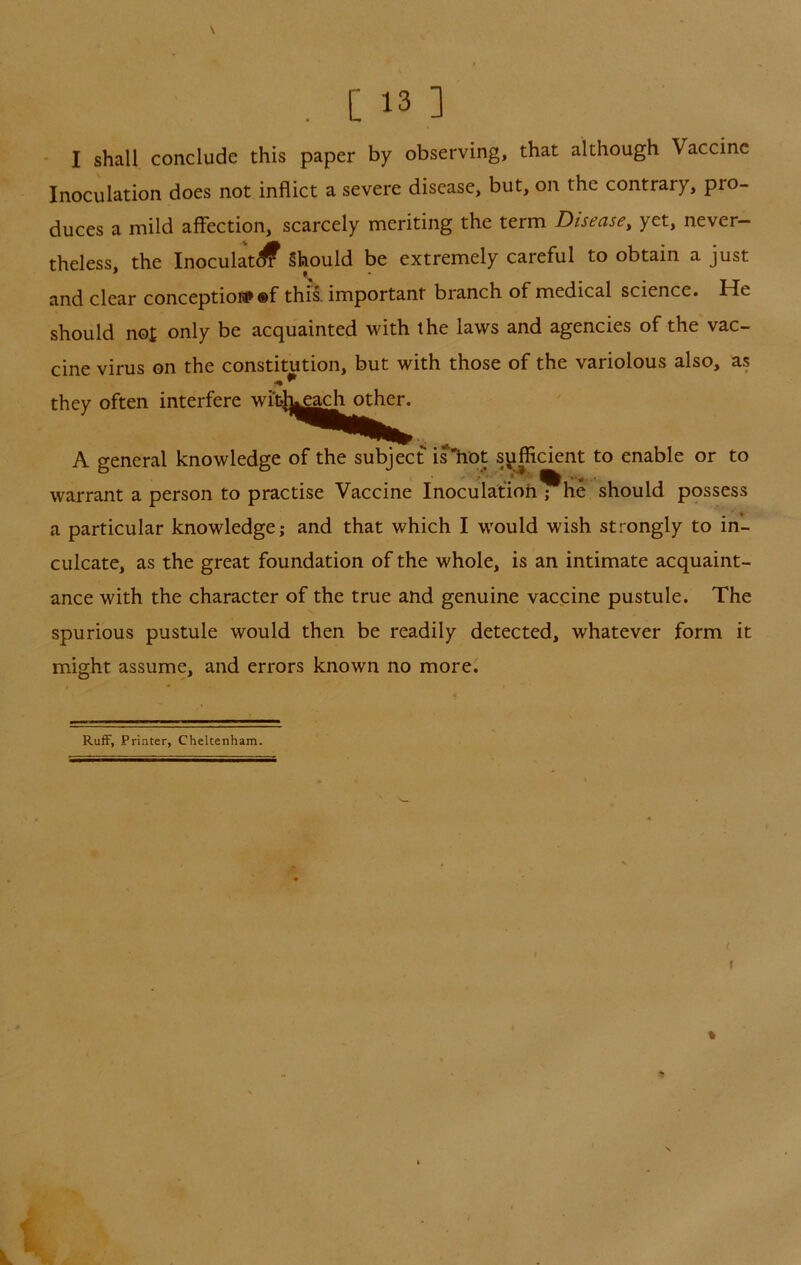 [ 13 ]
I shall conclude this paper by observing, that although Vaccine
Inoculation does not inflict a severe disease, but, on the contrary, pro-
duces a mild affection, scarcely meriting the term Disease, yet, never-
theless, the Inoculator should be extremely careful to obtain a just
and clear conception of this important branch of medical science. He
should not only be acquainted with the laws and agencies of the vac-
cine virus on the constitution, but with those of the variolous also, as
they often interfere with each other.
A general knowledge of the subject is not sufficient to enable or to
warrant a person to practise Vaccine Inoculation; he should possess
a particular knowledge; and that which I would wish strongly to in-
culcate, as the great foundation of the whole, is an intimate acquaint-
ance with the character of the true and genuine vaccine pustule. The
spurious pustule would then be readily detected, whatever form it
might assume, and errors known no more.
Ruff, Printer, Cheltenham.